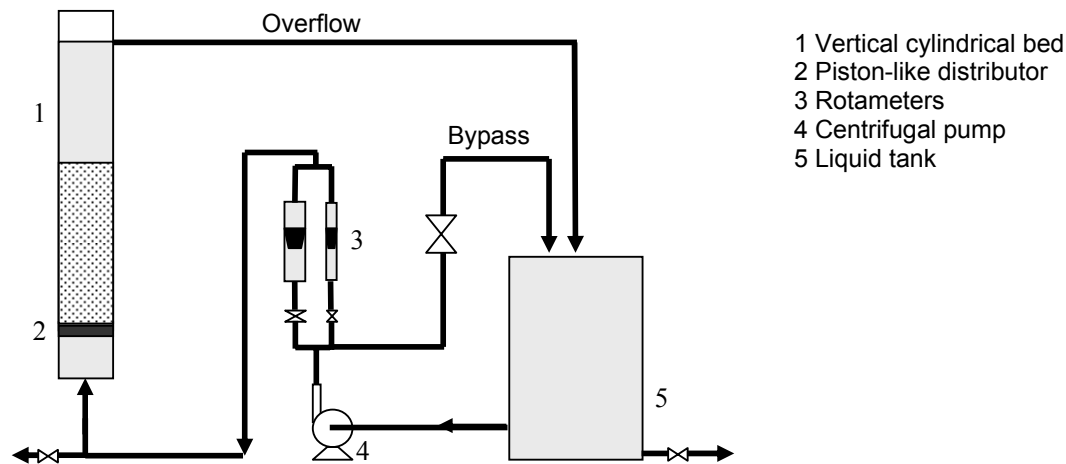 Overflow
1 Vertical cylindrical bed
2 Piston-like distributor
3 Rotameters
4 Centrifugal pump
5 Liquid tank
1
Bypass
3
2
5
4